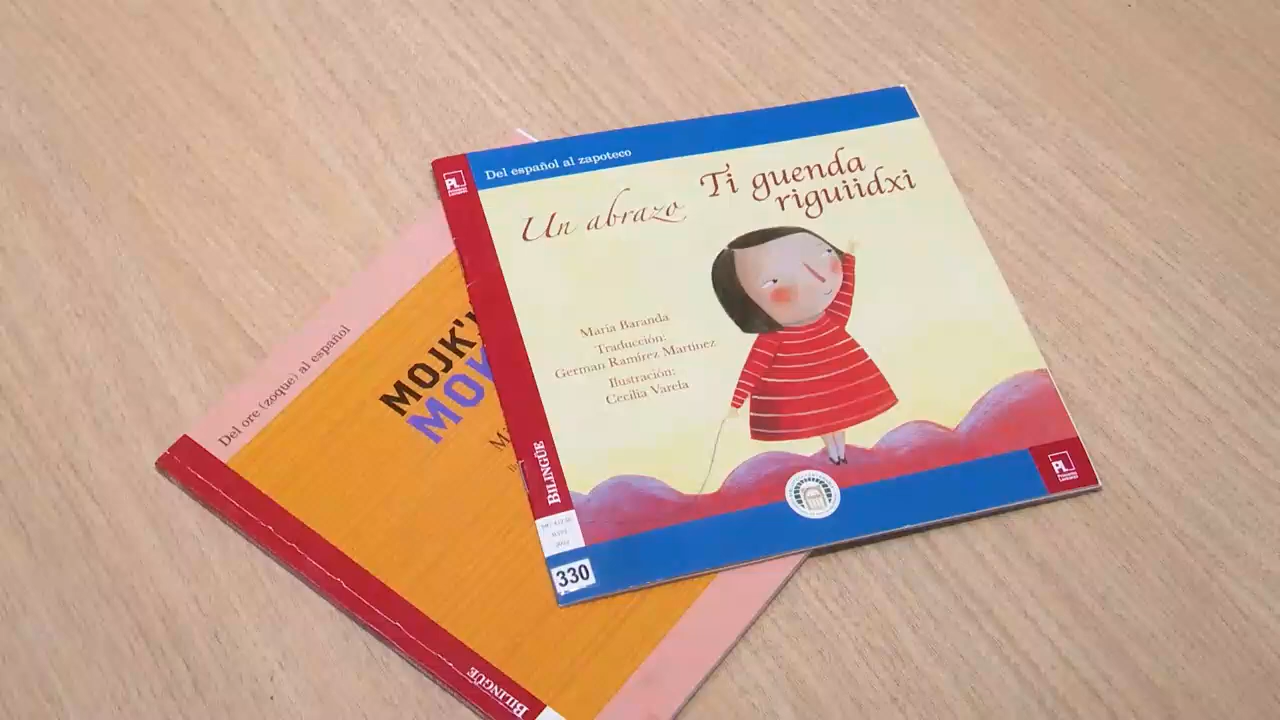 Del español al zapoteco
Un abrazo
Ti guenda
riguiidxi
María Baranda
Traducción:
German Ramírez Martínez
Ilustración:
Cecilia Varela
BILINGÜE
330
PL
PL
Del ore (zoque) al español
BILINGÜE